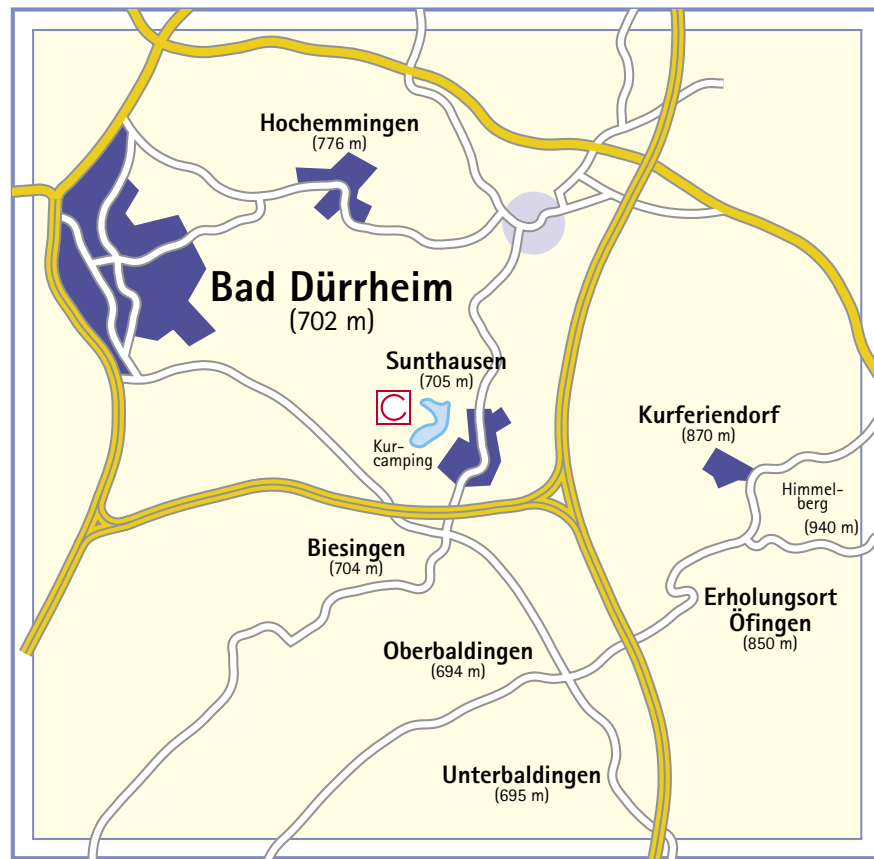 Hochemmingen
(776 m)
Bad Dürrheim
(702 m)
Sunthausen
(705 m)
C
Kur-
camping
Kurferiendorf
(870 m)
Himmel-
berg
(940 m)
Biesingen
(704 m)
Erholungsort
Öfingen
(850 m)
Oberbaldingen
(694 m)
Unterbaldingen
(695 m)